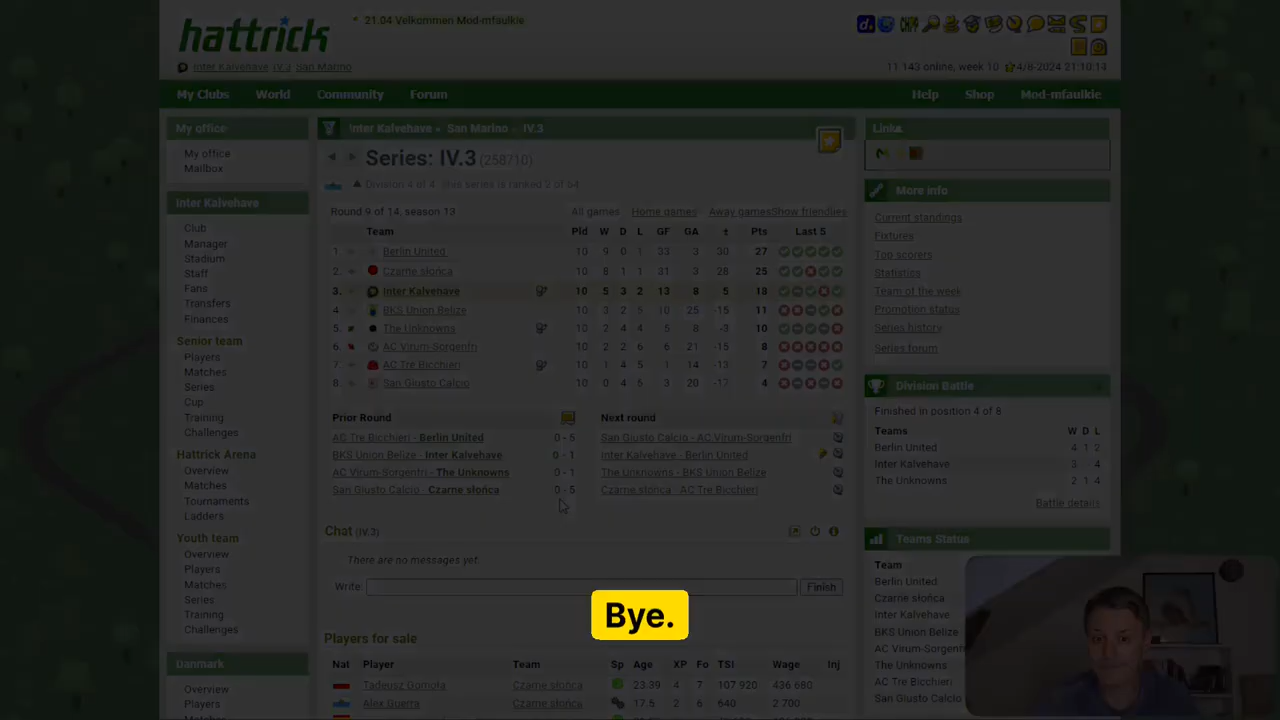 hattrick
21.04 Velkommen Mod-mfaulkie
CHPP
Inter Kalvehave IV.3 San Marino
11 143 online, week 10 4/8-2024 21:10:14
My Clubs World Community Forum Help Shop Mod-mfaulkie
My office
My office
Mailbox
Inter Kalvehave
Club
Manager
Stadium
Staff
Fans
Transfers
Finances
Senior team
Players
Matches
Series
Cup
Training
Challenges
Hattrick Arena
Overview
Matches
Tournaments
Ladders
Youth team
Overview
Players
Matches
Series
Training
Challenges
Danmark
Overview
Players
Inter Kalvehave » San Marino » IV.3
Series: IV.3 (258710)
Division 4 of 4
Round 9 of 14, season 13
All games Home games Away games Show friendlies
Team Pld W D L GF GA ± Pts Last 5
1. Berlin United 10 9 0 1 33 3 30 27
2. Czarne słońca 10 8 1 1 31 3 28 25
3. Inter Kalvehave 10 5 3 2 13 8 5 18
4 BKS Union Belize 10 3 2 5 10 25 -15 11
5. The Unknowns 10 2 4 4 5 8 -3 10
6. AC Virum-Sorgenfri 10 2 2 6 6 21 -15 8
7. AC Tre Bicchieri 10 1 4 5 1 14 -13 7
8. San Giusto Calcio 10 0 4 6 3 20 -17 4
Prior Round
AC Tre Bicchieri - Berlin United 0 - 5
BKS Union Belize - Inter Kalvehave 0 - 1
AC Virum-Sorgenfri - The Unknowns 0 - 1
San Giusto Calcio - Czarne słońca 0 - 5
Next round
San Giusto Calcio - AC Virum-Sorgenfri
Inter Kalvehave - Berlin United
The Unknowns - BKS Union Belize
Czarne słońca - AC Tre Bicchieri
Chat (IV.3)
There are no messages yet.
Write: Finish
Bye.
Players for sale
Nat Player Team Sp Age XP Fo TSI Wage Inj
Tadeusz Gomoła Czarne słońca 23.39 4 7 107 920 436 680
Alex Guerra Czarne słońca 17.5 2 6 640 2 700
Links
More info
Current standings
Fixtures
Top scorers
Statistics
Team of the week
Promotion status
Series history
Series forum
Division Battle
Finished in position 4 of 8
Teams W D L
Berlin United 4 1 2
Inter Kalvehave 3 - 4
The Unknowns 2 1 4
Battle details
Teams Status
Team
Berlin United
Czarne słońca
Inter Kalvehave
BKS Union Belize
AC Virum-Sorgenfri
The Unknowns
AC Tre Bicchieri
San Giusto Calcio